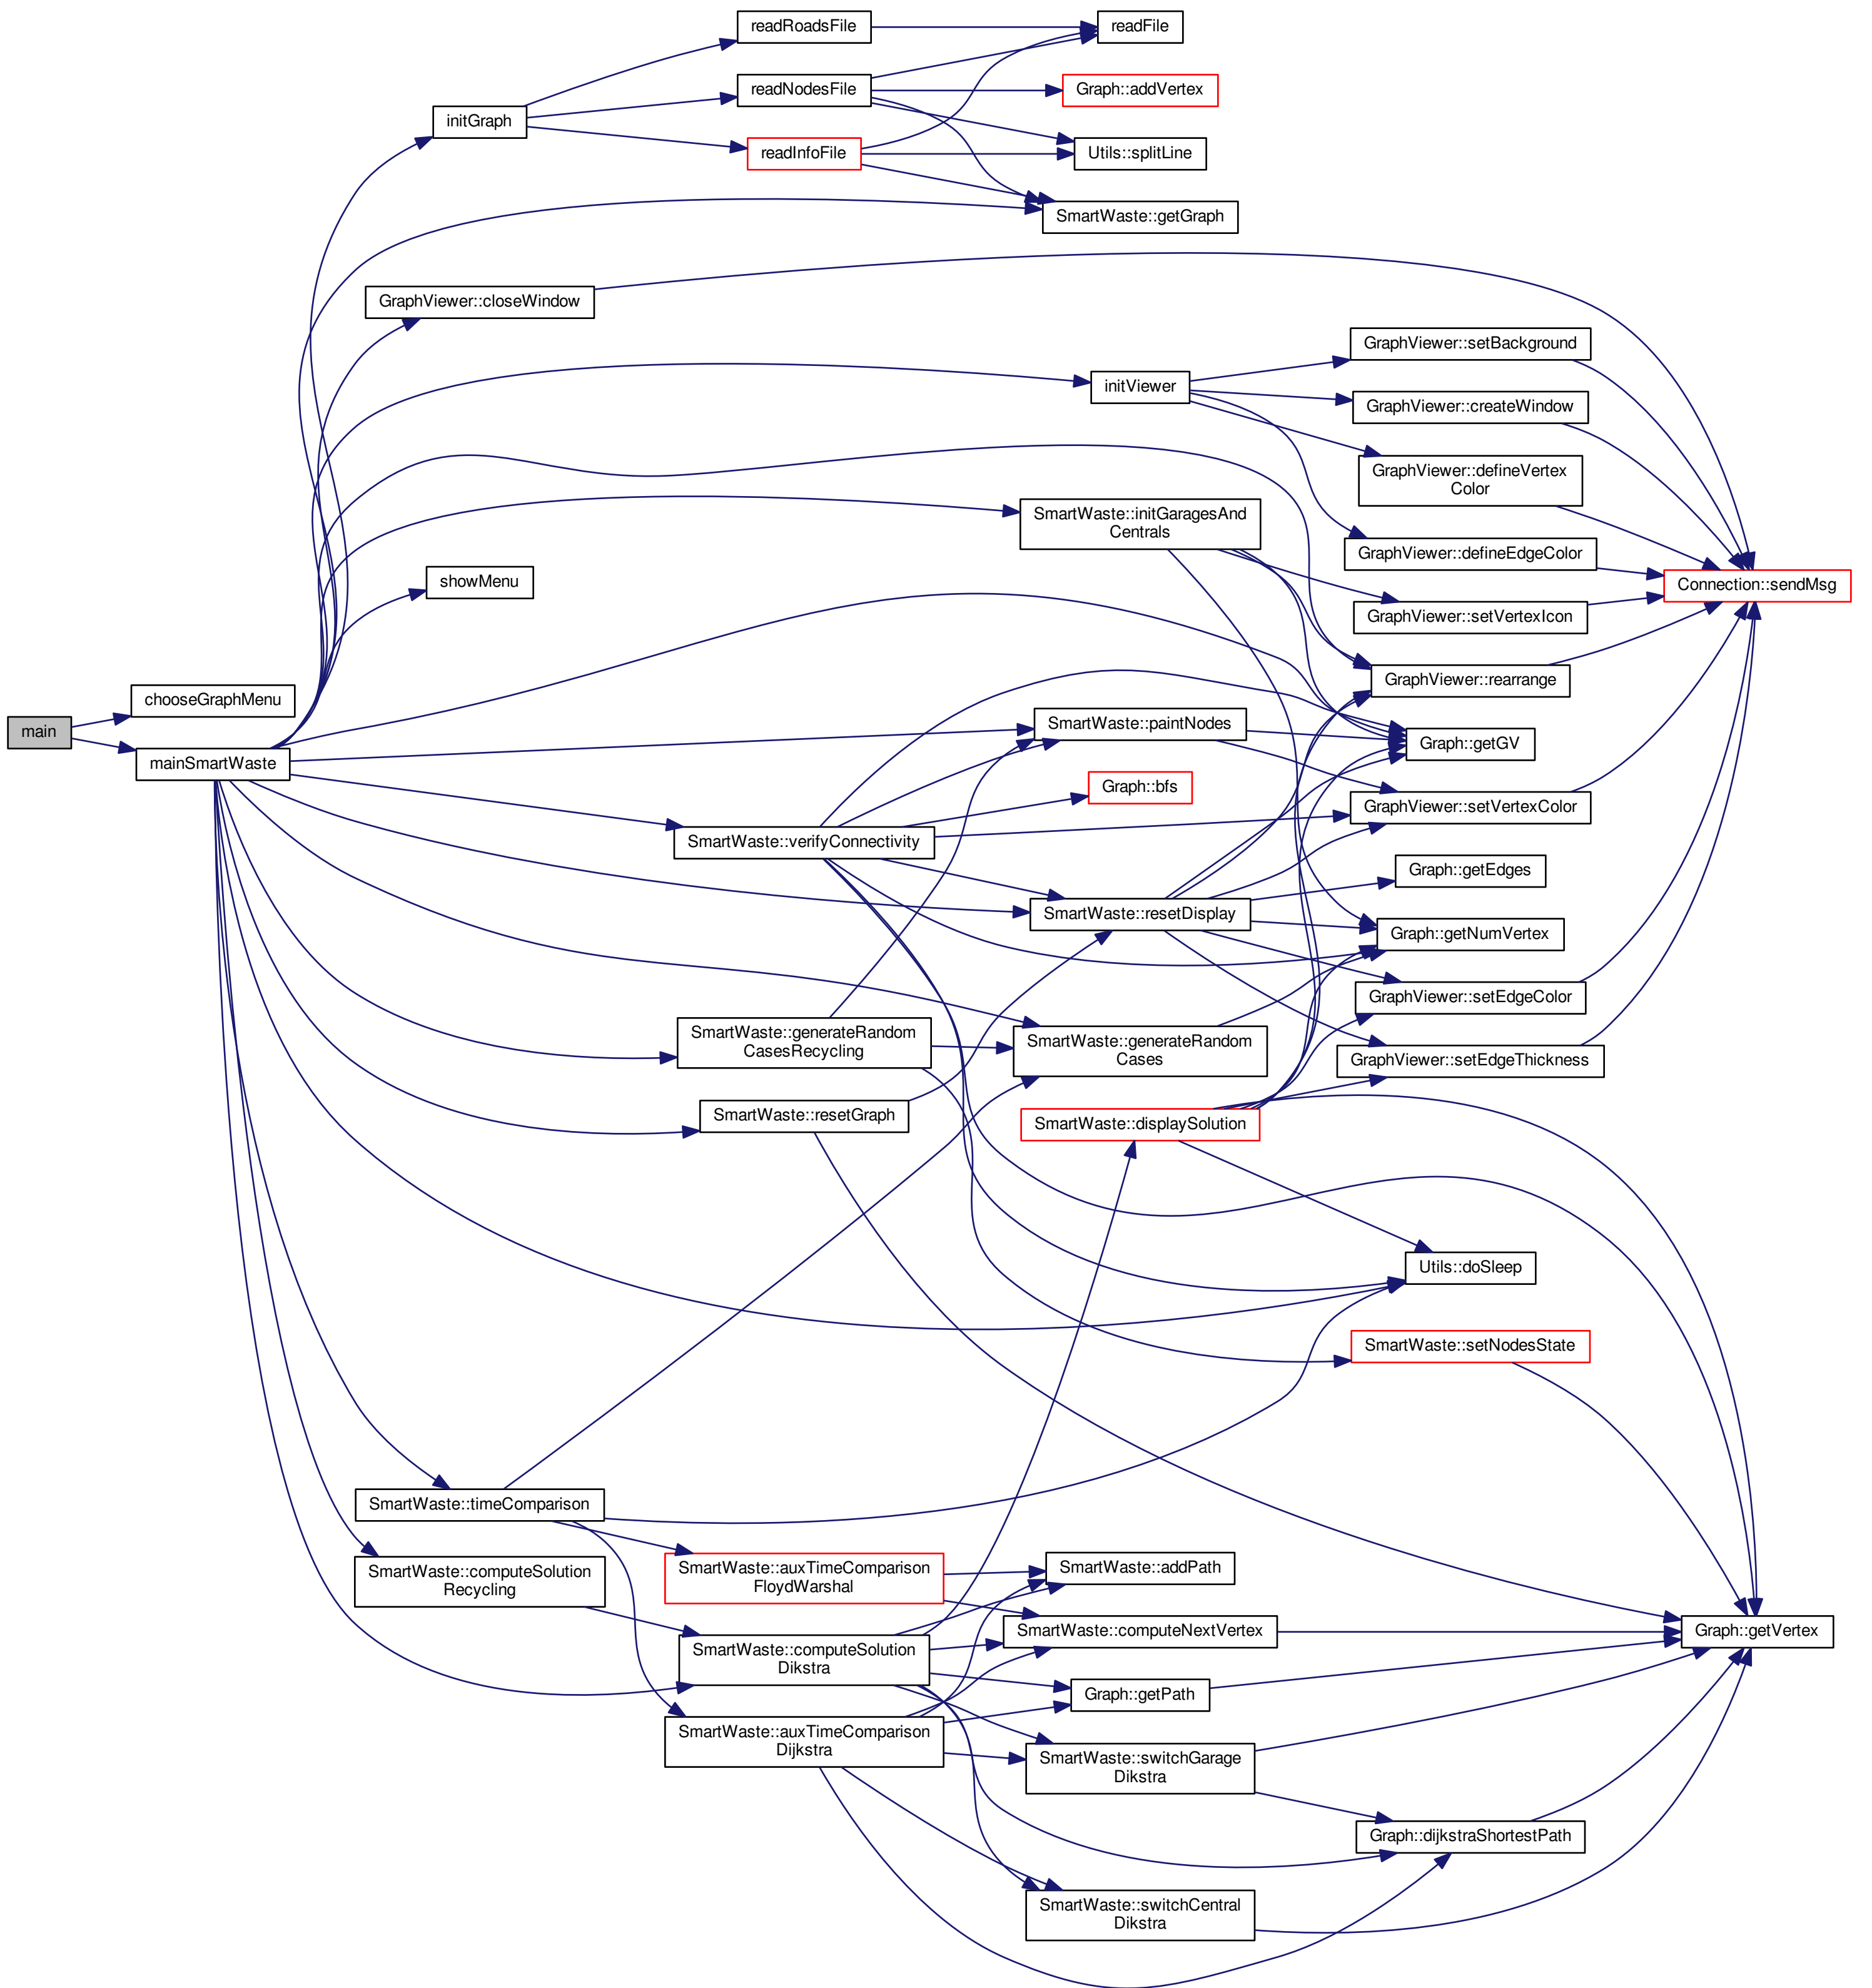 readRoadsFile
readFile
readNodesFile
Graph::addVertex
initGraph
readInfoFile
Utils::splitLine
SmartWaste::getGraph
GraphViewer::closeWindow
GraphViewer::setBackground
initViewer
GraphViewer::createWindow
GraphViewer::defineVertex
Color
SmartWaste::initGaragesAnd
Centrals
GraphViewer::defineEdgeColor
showMenu
Connection::sendMsg
GraphViewer::setVertexIcon
GraphViewer::rearrange
chooseGraphMenu
main
mainSmartWaste
SmartWaste::paintNodes
Graph::getGV
Graph::bfs
GraphViewer::setVertexColor
SmartWaste::verifyConnectivity
Graph::getEdges
SmartWaste::resetDisplay
Graph::getNumVertex
GraphViewer::setEdgeColor
SmartWaste::generateRandom
CasesRecycling
SmartWaste::generateRandom
Cases
GraphViewer::setEdgeThickness
SmartWaste::resetGraph
SmartWaste::displaySolution
Utils::doSleep
SmartWaste::setNodesState
SmartWaste::timeComparison
SmartWaste::computeSolution
Recycling
SmartWaste::auxTimeComparison
FloydWarshal
SmartWaste::addPath
SmartWaste::computeNextVertex
Graph::getVertex
SmartWaste::computeSolution
Dikstra
Graph::getPath
SmartWaste::auxTimeComparison
Dijkstra
SmartWaste::switchGarage
Dikstra
Graph::dijkstraShortestPath
SmartWaste::switchCentral
Dikstra